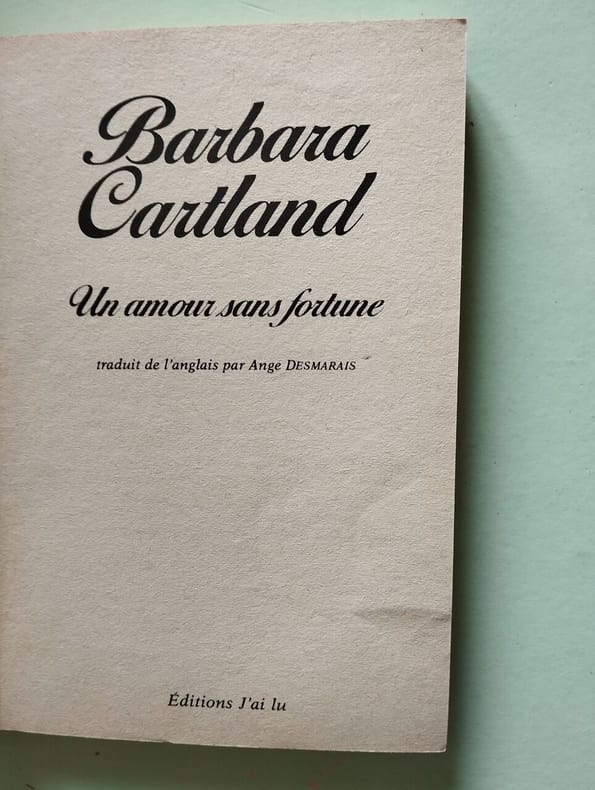 Barbara
Cartland
Un amour sans fortune
traduit de l'anglais par Ange DESMARAIS
Éditions J'ai lu